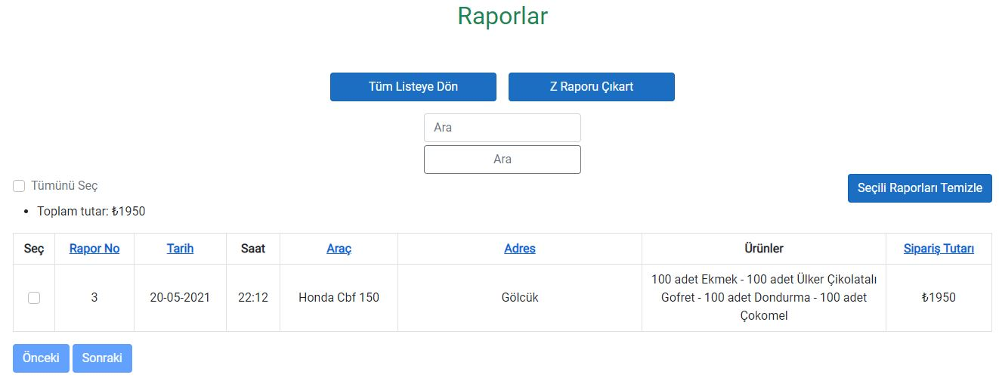 Raporlar
Tüm Listeye Dön
Z Raporu Çıkart
Ara
Ara
Tümünü Seç
Seçili Raporları Temizle
Toplam tutar: ₺1950
Seç
Rapor No
Tarih
Saat
Araç
Adres
Ürünler
Sipariş Tutarı
3
20-05-2021
22:12
Honda Cbf 150
Gölcük
100 adet Ekmek - 100 adet Ülker Çikolatalı
Gofret - 100 adet Dondurma - 100 adet
Çokomel
₺1950
Önceki
Sonraki